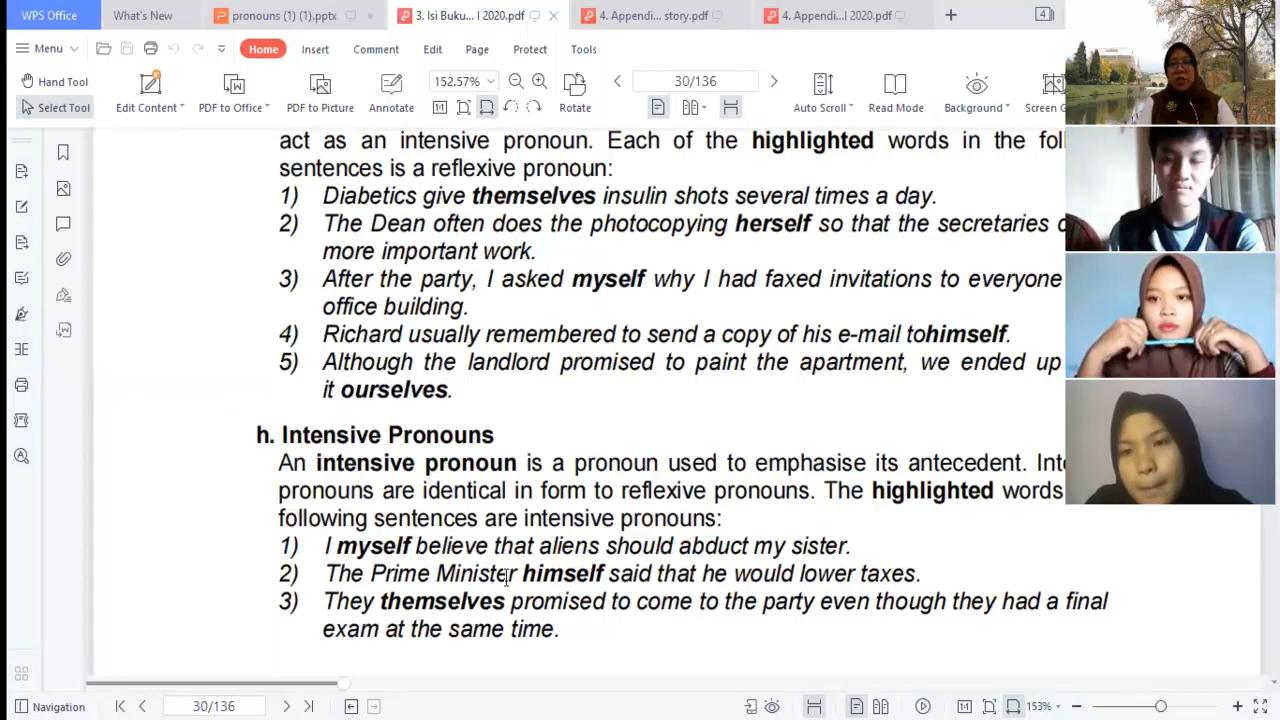 WPS Office
What's New
pronouns (1) (1).pptx
3. Isi Buku... I 2020.pdf
4. Appendi... story.pdf
4. Appendi...I 2020.pdf
4
Menu
Home
Insert
Comment
Edit
Page
Protect
Tools
Hand Tool
Select Tool
Edit Content
PDF to Office
PDF to Picture
Annotate
152.57%
Rotate
30/136
Auto Scroll
Read Mode
Background
Screen G
act as an intensive pronoun. Each of the highlighted words in the fol
sentences is a reflexive pronoun:
1) Diabetics give themselves insulin shots several times a day.
2) The Dean often does the photocopying herself so that the secretaries
more important work.
3) After the party, I asked myself why I had faxed invitations to everyone
office building.
4) Richard usually remembered to send a copy of his e-mail tohimself.
5) Although the landlord promised to paint the apartment, we ended up
it ourselves.
h. Intensive Pronouns
An intensive pronoun is a pronoun used to emphasise its antecedent. Int
pronouns are identical in form to reflexive pronouns. The highlighted words
following sentences are intensive pronouns:
1) I myself believe that aliens should abduct my sister.
2) The Prime Minister himself said that he would lower taxes.
3) They themselves promised to come to the party even though they had a final
exam at the same time.
Navigation
30/136
153%